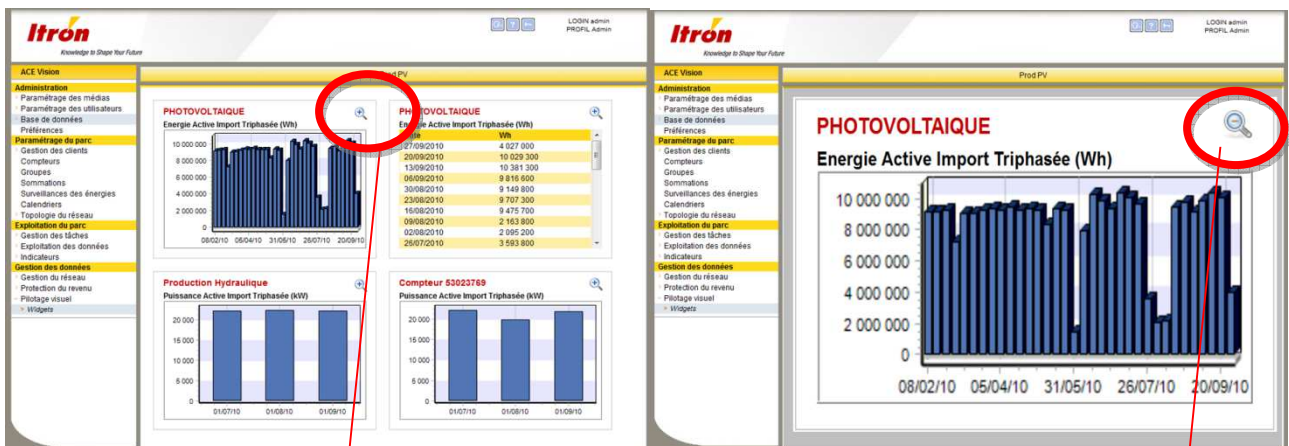 Itron
Knowledge to Shape Your Future
LOGIN admin
PROFIL Admin
ACE Vision
Administration
Paramétrage des médias
Paramétrage des utilisateurs
Base de données
Préférences
Paramétrage du parc
Gestion des clients
Compteurs
Groupes
Sommations
Surveillances des énergies
Calendriers
Topologie du réseau
Exploitation du parc
Gestion des tâches
Exploitation des données
Indicateurs
Gestion des données
Gestion du réseau
Protection du revenu
Pilotage visuel
Widgets
Prod PV
PHOTOVOLTAIQUE
Energie Active Import Triphasée (Wh)
10 000 000
8 000 000
6 000 000
4 000 000
2 000 000
0
08/02/10 05/04/10 31/05/10 26/07/10 20/09/10
PHOTOVOLTAIQUE
Energie Active Import Triphasée (Wh)
Date Wh
27/09/2010 4 027 000
20/09/2010 10 029 300
13/09/2010 10 381 300
06/09/2010 9 816 600
30/08/2010 9 149 800
23/08/2010 9 707 300
16/08/2010 9 475 700
09/08/2010 2 163 800
02/08/2010 2 095 200
26/07/2010 3 593 800
Production Hydraulique
Puissance Active Import Triphasée (kW)
20 000
15 000
10 000
5 000
0
01/07/10 01/08/10 01/09/10
Compteur 53023769
Puissance Active Import Triphasée (kW)
20 000
15 000
10 000
5 000
0
01/07/10 01/08/10 01/09/10
Itron
Knowledge to Shape Your Future
LOGIN admin
PROFIL Admin
ACE Vision
Administration
Paramétrage des médias
Paramétrage des utilisateurs
Base de données
Préférences
Paramétrage du parc
Gestion des clients
Compteurs
Groupes
Sommations
Surveillances des énergies
Calendriers
Topologie du réseau
Exploitation du parc
Gestion des tâches
Exploitation des données
Indicateurs
Gestion des données
Gestion du réseau
Protection du revenu
Pilotage visuel
Widgets
Prod PV
PHOTOVOLTAIQUE
Energie Active Import Triphasée (Wh)
10 000 000
8 000 000
6 000 000
4 000 000
2 000 000
0
08/02/10 05/04/10 31/05/10 26/07/10 20/09/10